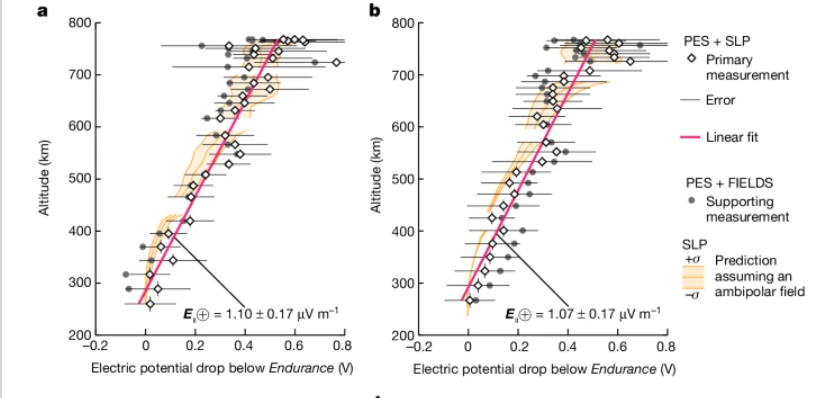 a
800
700
600
500
400
300
200
Altitude (km)
−0.2 0 0.2 0.4 0.6 0.8
Electric potential drop below Endurance (V)
E∥⊕ = 1.10 ± 0.17 μV m⁻¹
b
800
700
600
500
400
300
200
Altitude (km)
−0.2 0 0.2 0.4 0.6 0.8
Electric potential drop below Endurance (V)
E∥⊕ = 1.07 ± 0.17 μV m⁻¹
PES + SLP
Primary
measurement
Error
Linear fit
PES + FIELDS
Supporting
measurement
SLP
+σ
−σ
Prediction
assuming an
ambipolar field